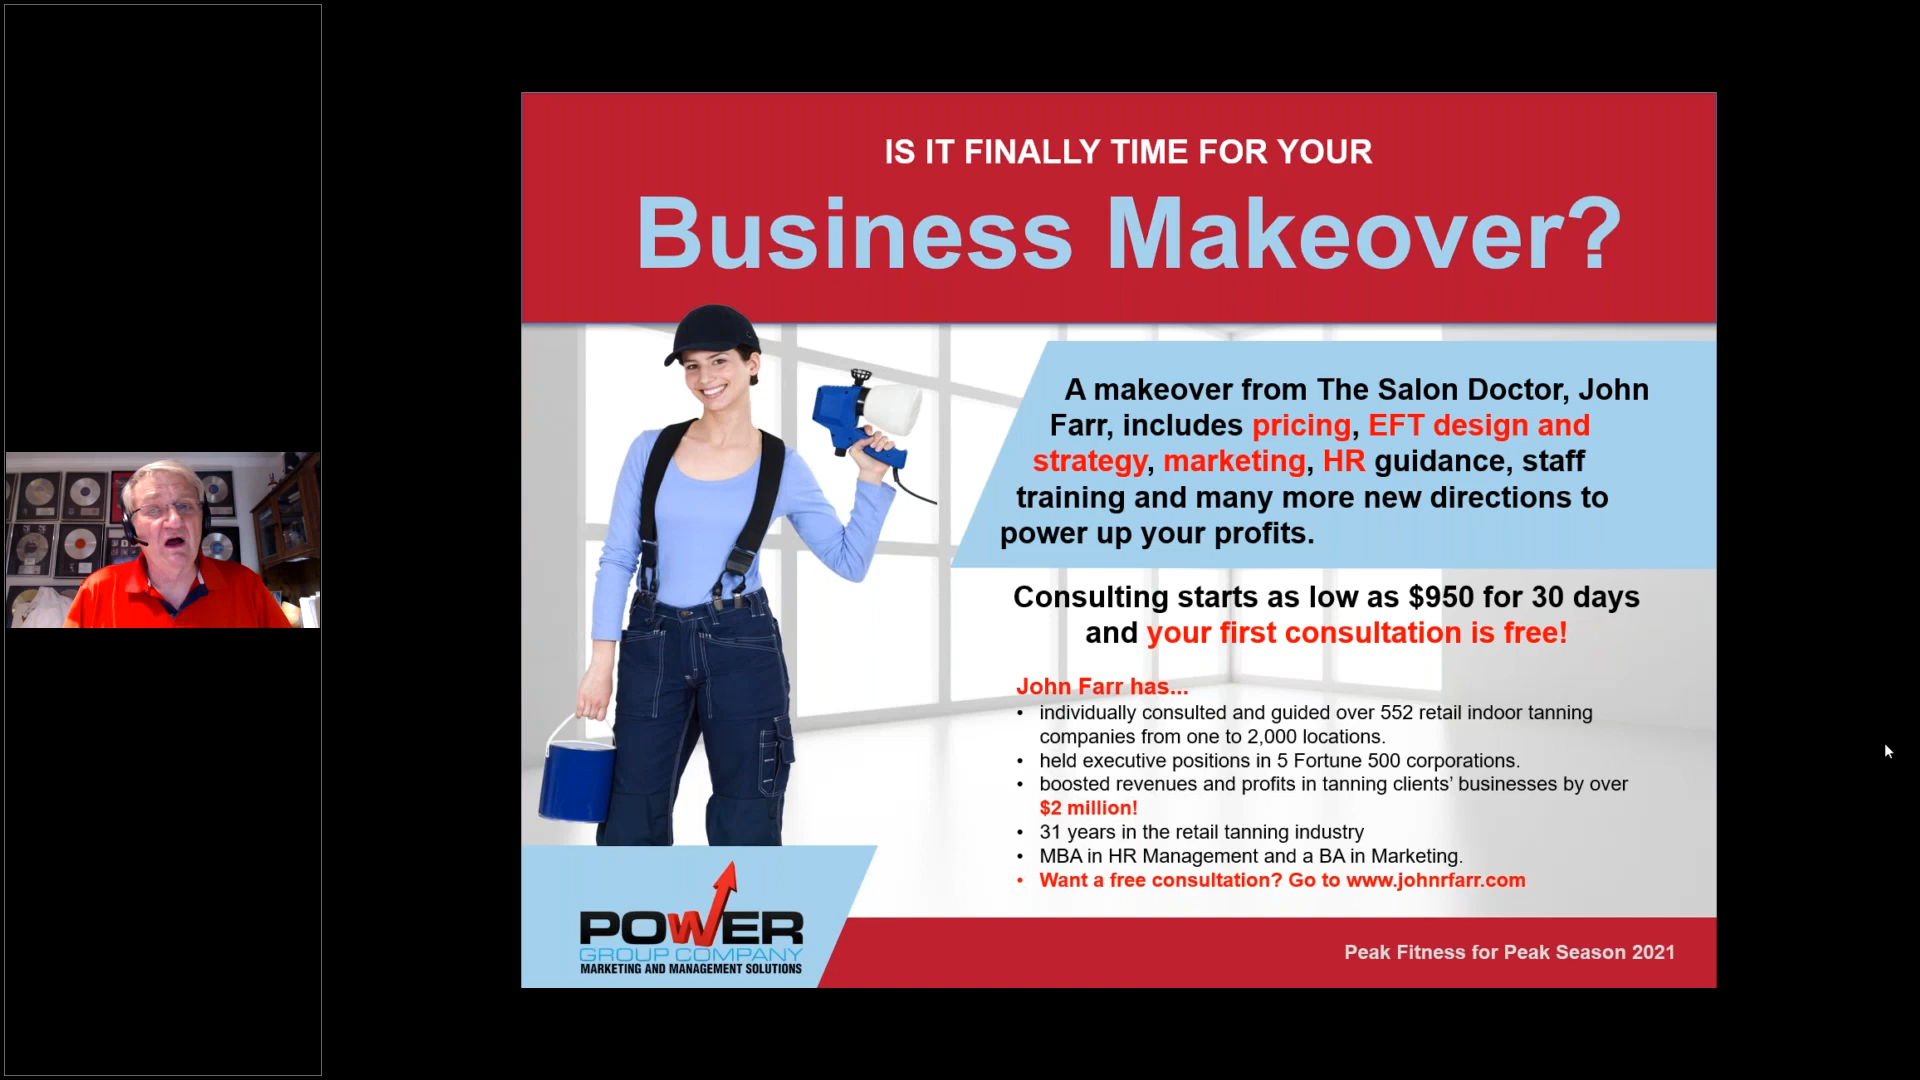 IS IT FINALLY TIME FOR YOUR
Business Makeover?
A makeover from The Salon Doctor, John
Farr, includes pricing, EFT design and
strategy, marketing, HR guidance, staff
training and many more new directions to
power up your profits.
Consulting starts as low as $950 for 30 days
and your first consultation is free!
John Farr has...
• individually consulted and guided over 552 retail indoor tanning
companies from one to 2,000 locations.
• held executive positions in 5 Fortune 500 corporations.
• boosted revenues and profits in tanning clients’ businesses by over
$2 million!
• 31 years in the retail tanning industry
• MBA in HR Management and a BA in Marketing.
• Want a free consultation? Go to www.johnrfarr.com
POWER
GROUP COMPANY
MARKETING AND MANAGEMENT SOLUTIONS
Peak Fitness for Peak Season 2021